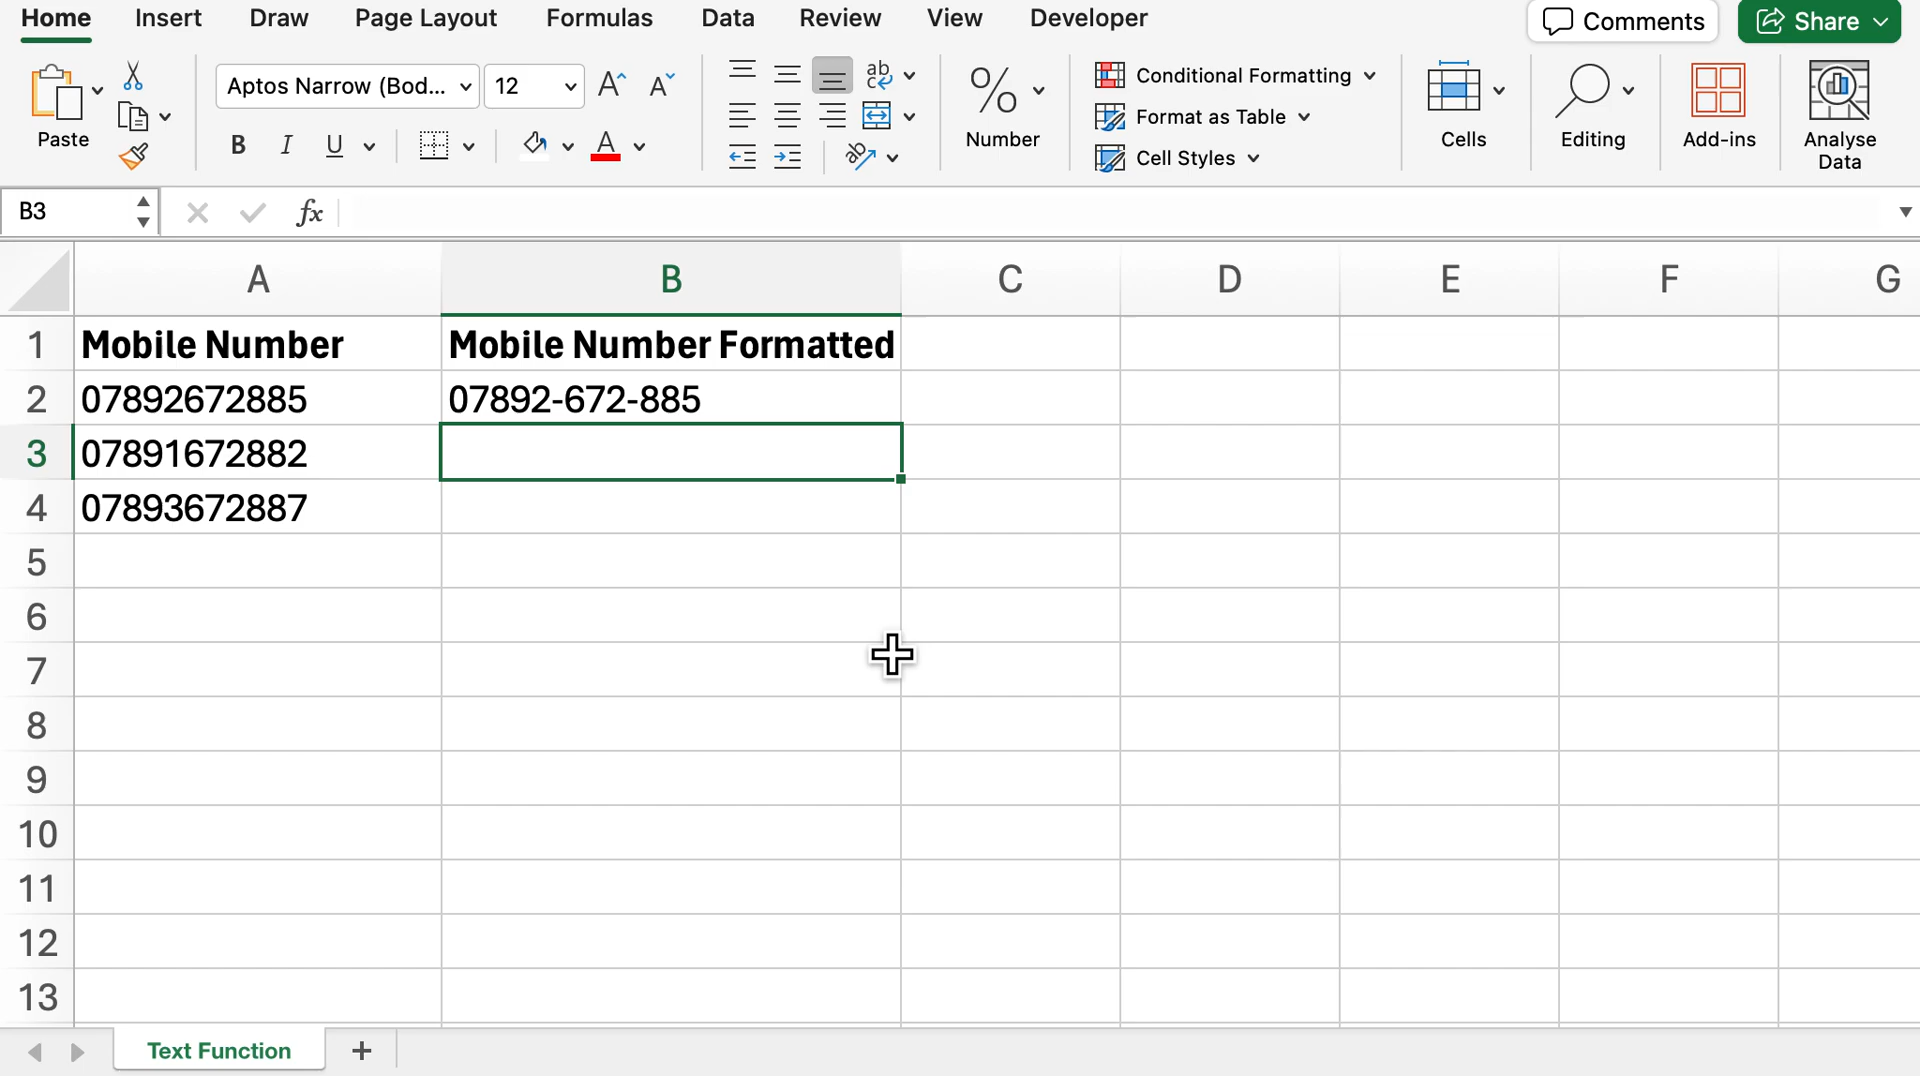 Home Insert Draw Page Layout Formulas Data Review View Developer Comments Share
Aptos Narrow (Bod... 12 A A ab Conditional Formatting
Format as Table
Paste B I U A % Number Cell Styles Cells Editing Add-ins Analyse
Data
B3 fx
A B C D E F G
1 Mobile Number Mobile Number Formatted
2 07892672885 07892-672-885
3 07891672882
4 07893672887
5
6
7
8
9
10
11
12
13
Text Function +